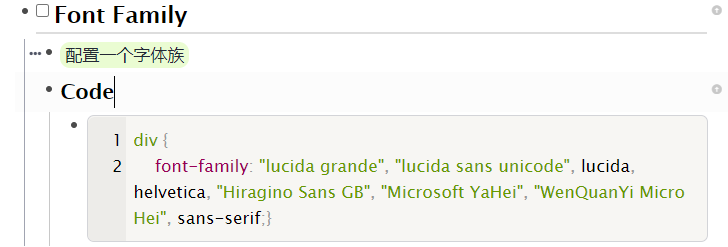 Font Family
配置一个字体族
Code
1 div {
2 font-family: "lucida grande", "lucida sans unicode", lucida,
helvetica, "Hiragino Sans GB", "Microsoft YaHei", "WenQuanYi Micro
Hei", sans-serif;}